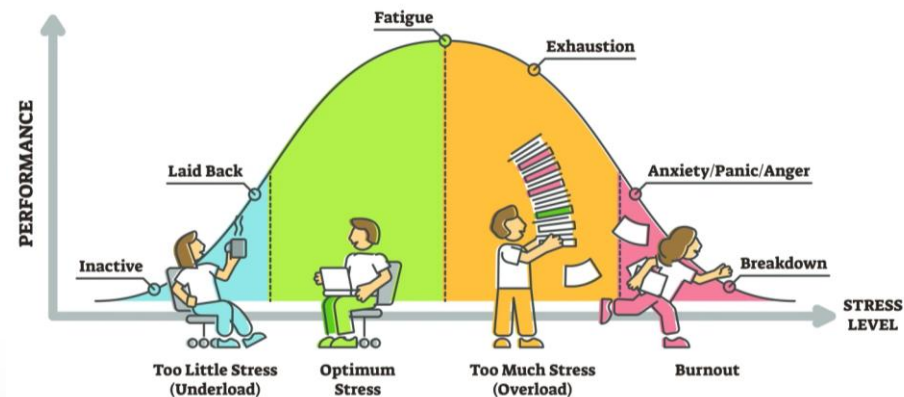 Fatigue
Exhaustion
PERFORMANCE
Laid Back
Anxiety/Panic/Anger
Inactive
Breakdown
STRESS
LEVEL
Too Little Stress
(Underload)
Optimum
Stress
Too Much Stress
(Overload)
Burnout